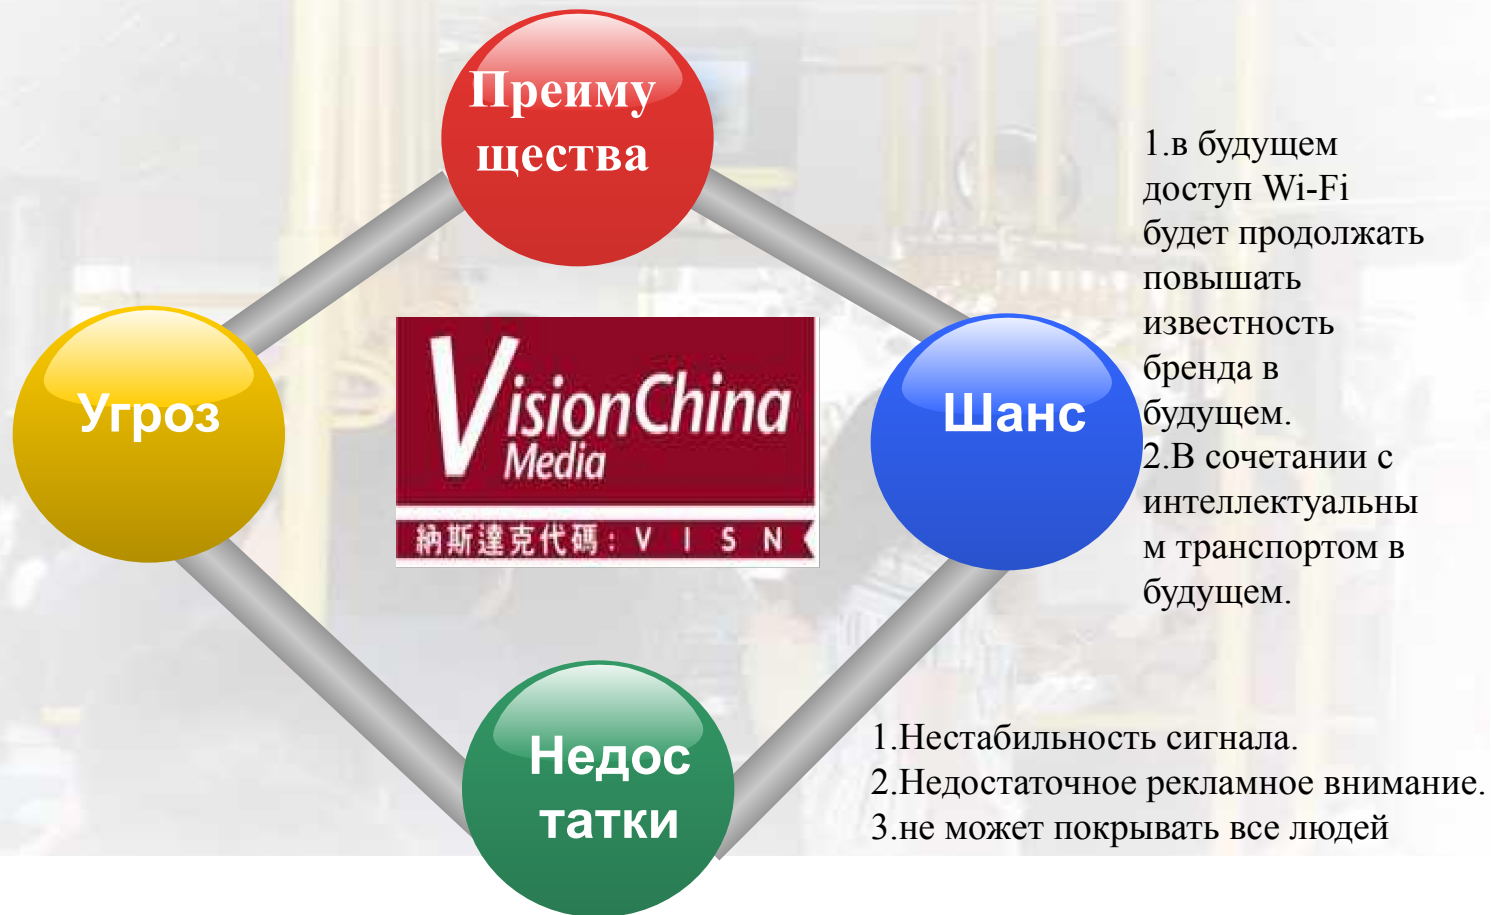 Преиму
щества
1.в будущем
доступ Wi-Fi
будет продолжать
повышать
известность
бренда в
будущем.
2.В сочетании с
интеллектуальны
м транспортом в
будущем.
Угроз
VisionChina
Media
納斯達克代碼: V I S N
Шанс
Недос
татки
1.Нестабильность сигнала.
2.Недостаточное рекламное внимание.
3.не может покрывать все людей